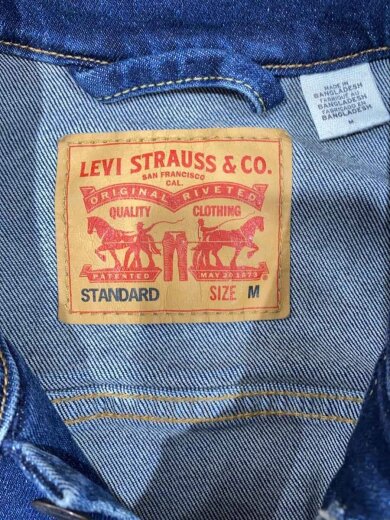 MADE IN
BANGLADESH
FABRIQUÉ AU
BANGLADESH
FABRICADO EN
BANGLADESH
M
LEVI STRAUSS & CO.
SAN FRANCISCO
CAL.
ORIGINAL RIVETED
QUALITY CLOTHING
PATENTED MAY 20 1873
STANDARD SIZE M